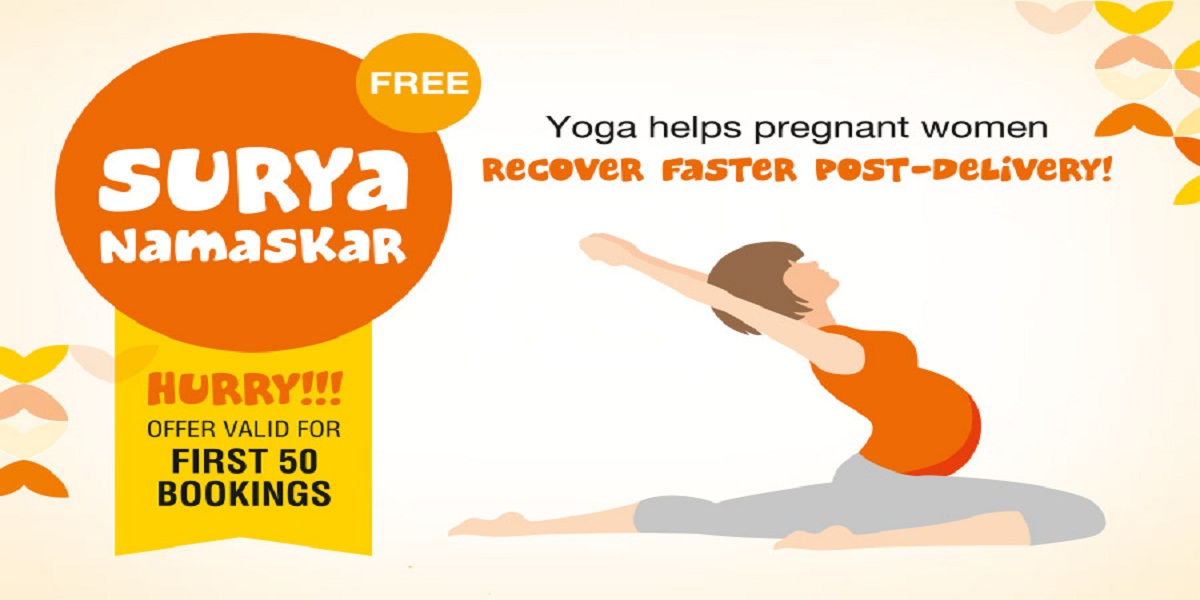 FREE
SURYa
NamaSKaR
HURRY!!!
OFFER VALID FOR
FIRST 50
BOOKINGS
Yoga helps pregnant women
RECOVER FaSTER POST-DELiVERY!